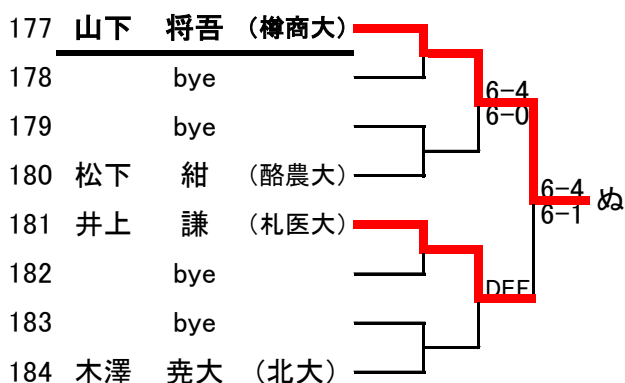 177 山下 将吾 (樽商大)
178 bye
6-4
6-0
179 bye
180 松下 紺 (酪農大)
6-4
6-1
ぬ
181 井上 謙 (札医大)
182 bye
DEF
183 bye
184 木澤 尭大 (北大)